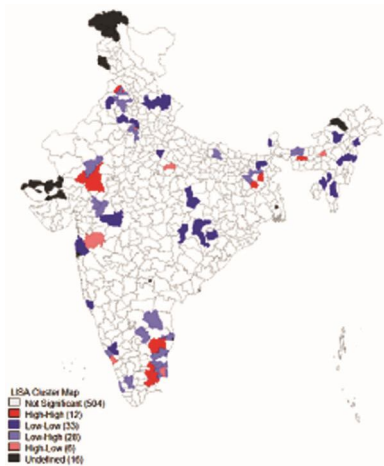 LISA Cluster Map
Not Significant (504)
High-High (12)
Low-Low (33)
Low-High (28)
High-Low (6)
Undefined (16)